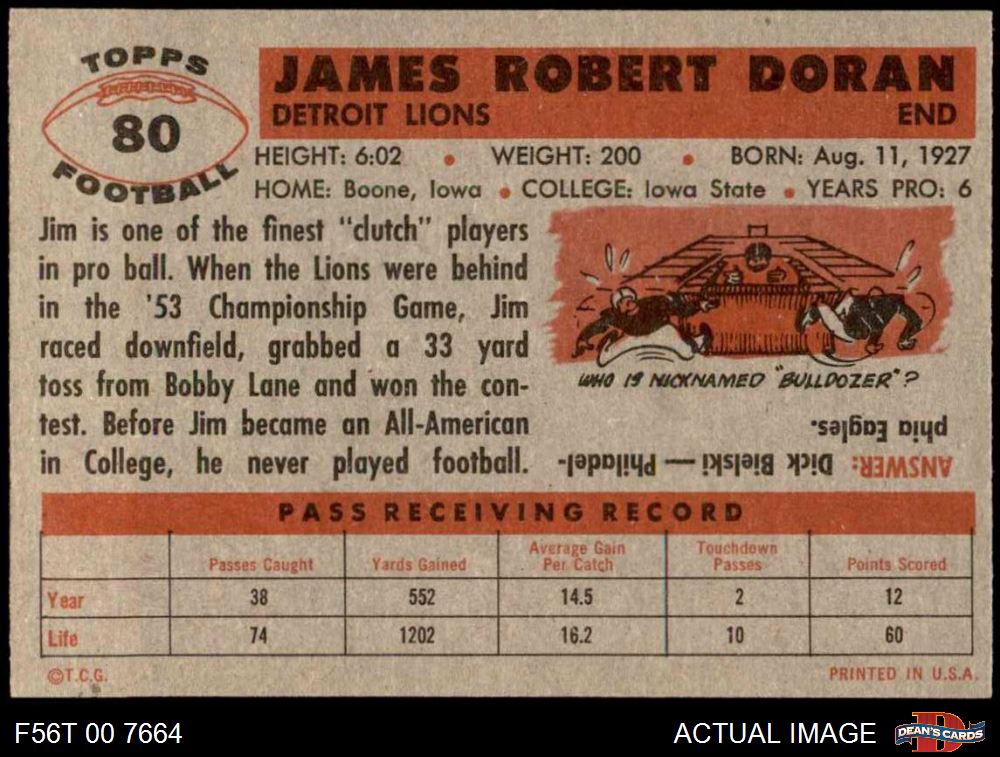 TOPPS
80
FOOTBALL
JAMES ROBERT DORAN
DETROIT LIONS END
HEIGHT: 6:02 • WEIGHT: 200 • BORN: Aug. 11, 1927
HOME: Boone, Iowa • COLLEGE: Iowa State • YEARS PRO: 6
Jim is one of the finest "clutch" players
in pro ball. When the Lions were behind
in the '53 Championship Game, Jim
raced downfield, grabbed a 33 yard
toss from Bobby Lane and won the con-
test. Before Jim became an All-American
in College, he never played football.
WHO IS NICKNAMED "BULLDOZER"?
ANSWER: Dick Bielski — Philadel-
phia Eagles.
PASS RECEIVING RECORD
Passes Caught Yards Gained Average Gain Per Catch Touchdown Passes Points Scored
Year 38 552 14.5 2 12
Life 74 1202 16.2 10 60
©T.C.G. PRINTED IN U.S.A.
F56T 00 7664 ACTUAL IMAGE D DEAN'S CARDS